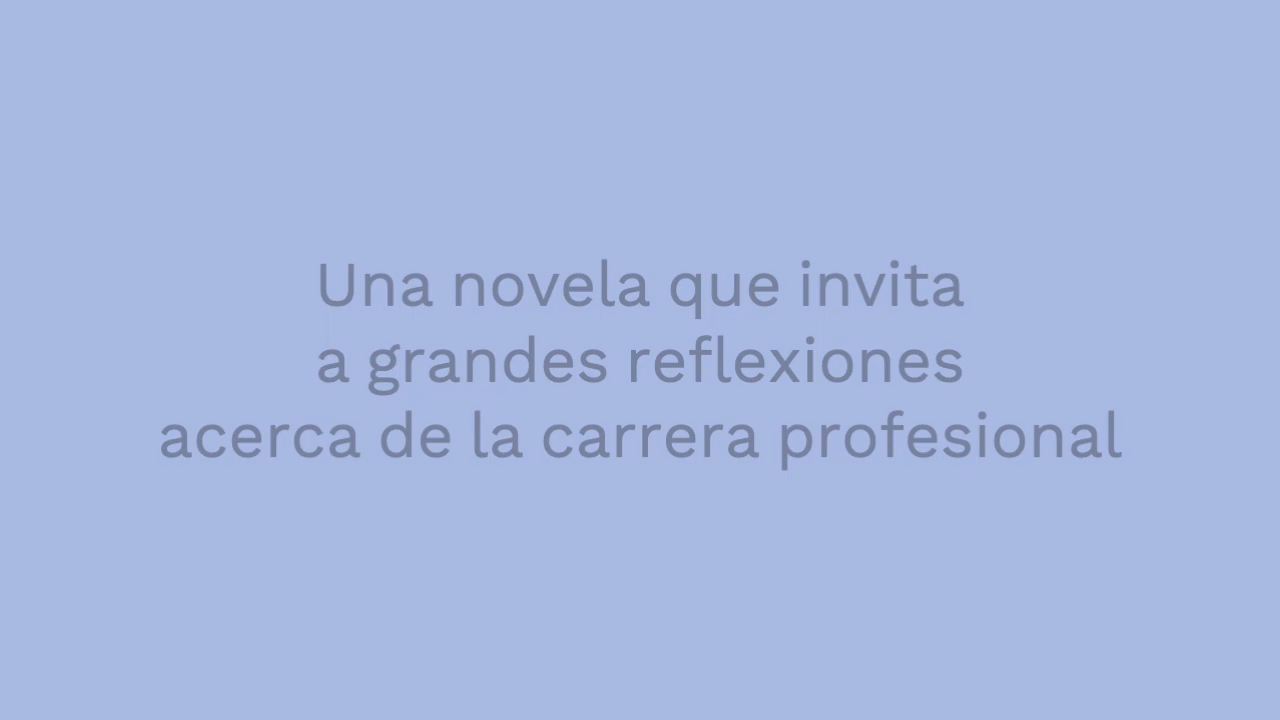 Una novela que invita
a grandes reflexiones
acerca de la carrera profesional